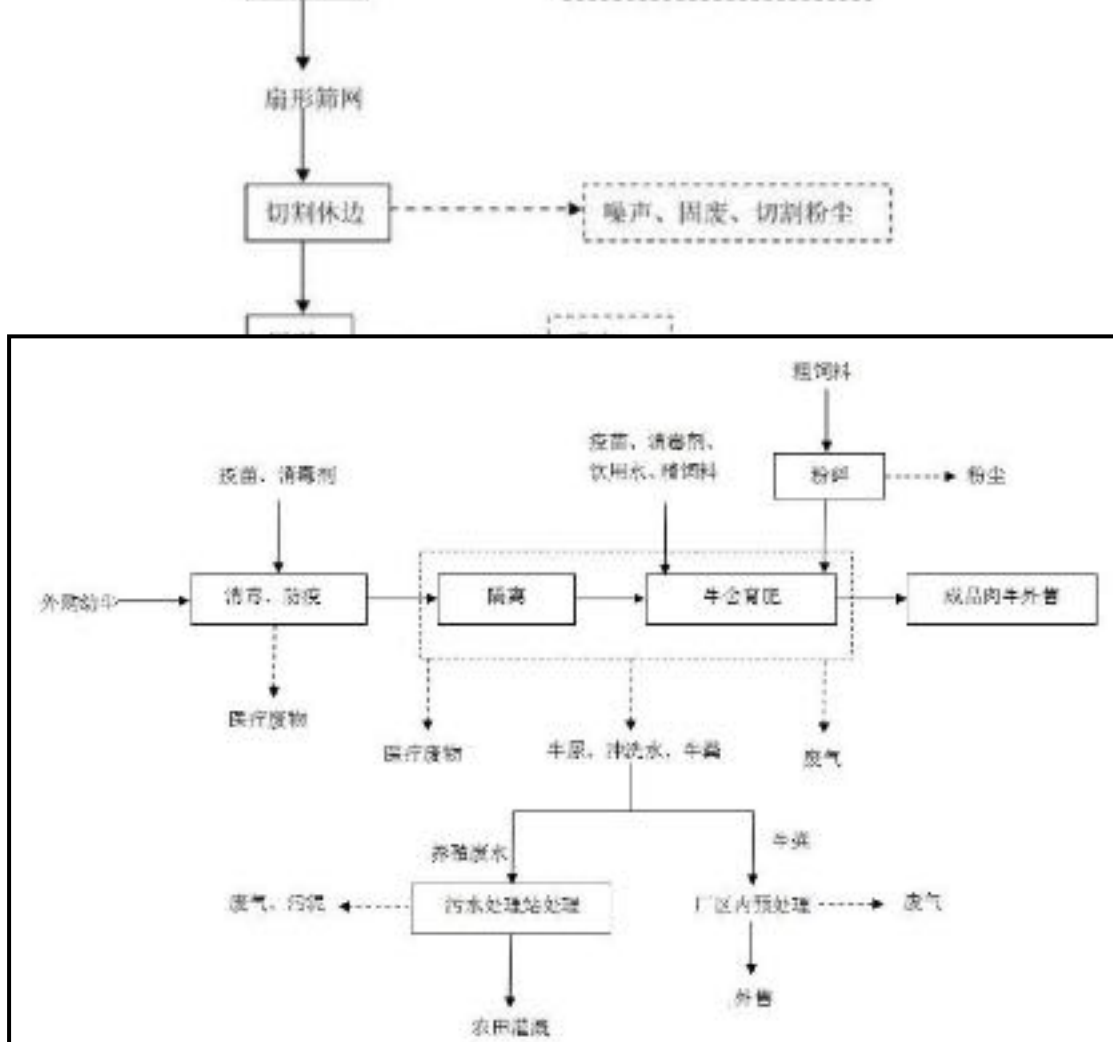 扇形筛网
切割休边
噪声、固废、切割粉尘
粗饲料
疫苗、消毒剂、
饮用水、精饲料
粉碎
粉尘
疫苗、消毒剂
外购幼牛
消毒、防疫
隔离
牛舍育肥
成品肉牛外售
医疗废物
医疗废物
牛尿、冲洗水、牛粪
废气
养殖废水
牛粪
废气、污泥
污水处理站处理
厂区内预处理
废气
外售
农田灌溉